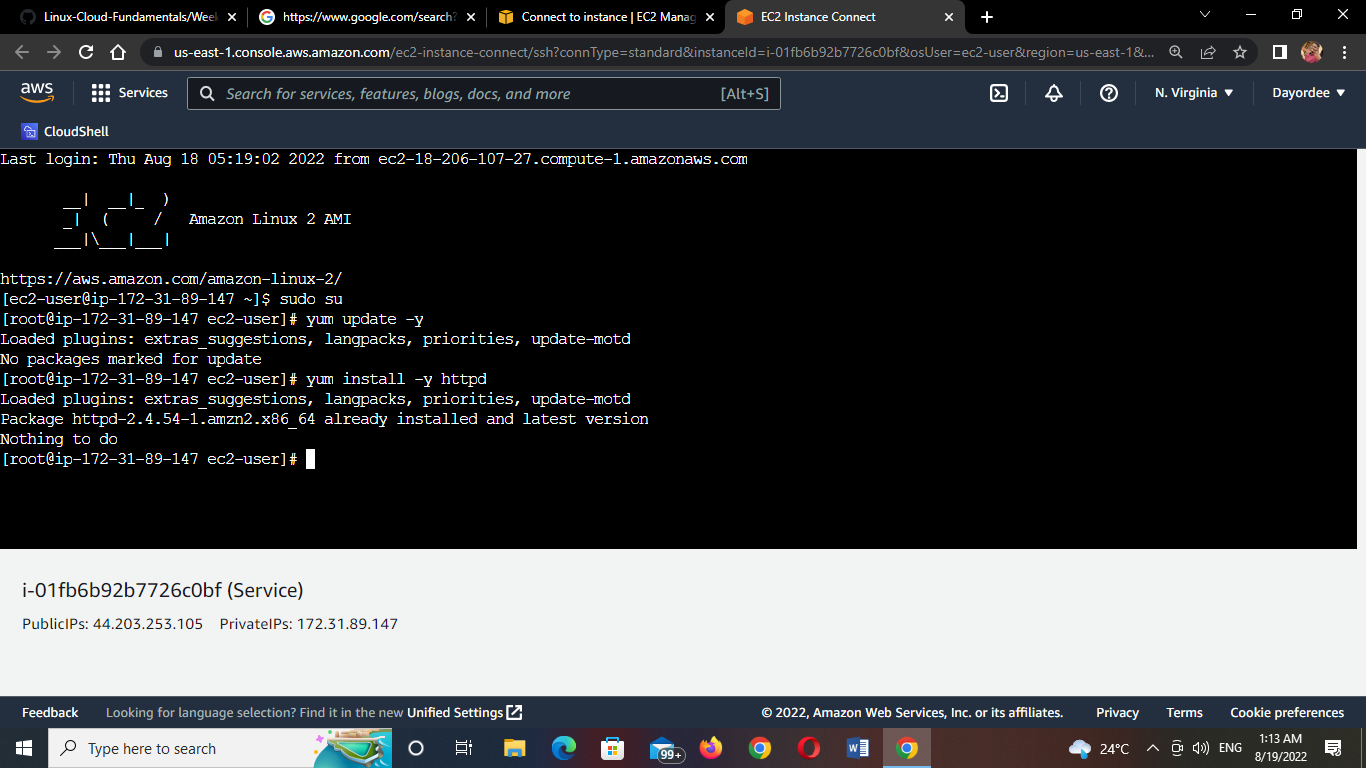 Linux-Cloud-Fundamentals/Week
https://www.google.com/search?
Connect to instance | EC2 Manag
EC2 Instance Connect
us-east-1.console.aws.amazon.com/ec2-instance-connect/ssh?connType=standard&instanceId=i-01fb6b92b7726c0bf&osUser=ec2-user&region=us-east-1&...
aws
Services
Search for services, features, blogs, docs, and more [Alt+S]
N. Virginia
Dayordee
CloudShell
Last login: Thu Aug 18 05:19:02 2022 from ec2-18-206-107-27.compute-1.amazonaws.com
       __|  __|_  )
       _|  (     /   Amazon Linux 2 AMI
      ___|\___|___|
https://aws.amazon.com/amazon-linux-2/
[ec2-user@ip-172-31-89-147 ~]$ sudo su
[root@ip-172-31-89-147 ec2-user]# yum update -y
Loaded plugins: extras_suggestions, langpacks, priorities, update-motd
No packages marked for update
[root@ip-172-31-89-147 ec2-user]# yum install -y httpd
Loaded plugins: extras_suggestions, langpacks, priorities, update-motd
Package httpd-2.4.54-1.amzn2.x86_64 already installed and latest version
Nothing to do
[root@ip-172-31-89-147 ec2-user]#
i-01fb6b92b7726c0bf (Service)
PublicIPs: 44.203.253.105 PrivateIPs: 172.31.89.147
Feedback
Looking for language selection? Find it in the new Unified Settings
© 2022, Amazon Web Services, Inc. or its affiliates.
Privacy
Terms
Cookie preferences
Type here to search
99+
24°C
ENG
1:13 AM
8/19/2022